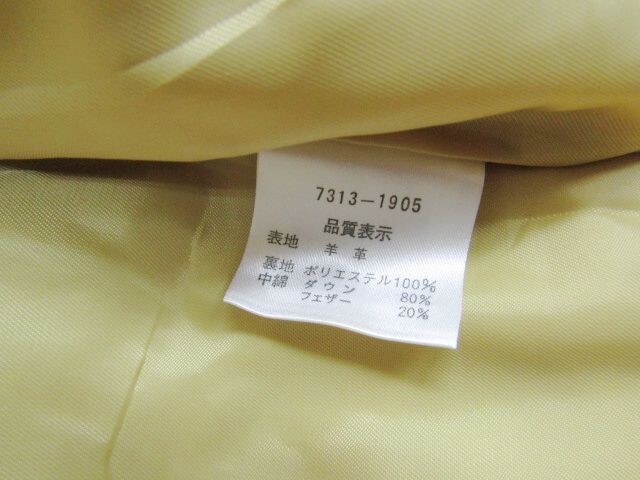 7313-1905
品質表示
表地 羊革
裏地 ポリエステル100%
中綿 ダウン 80%
フェザー 20%